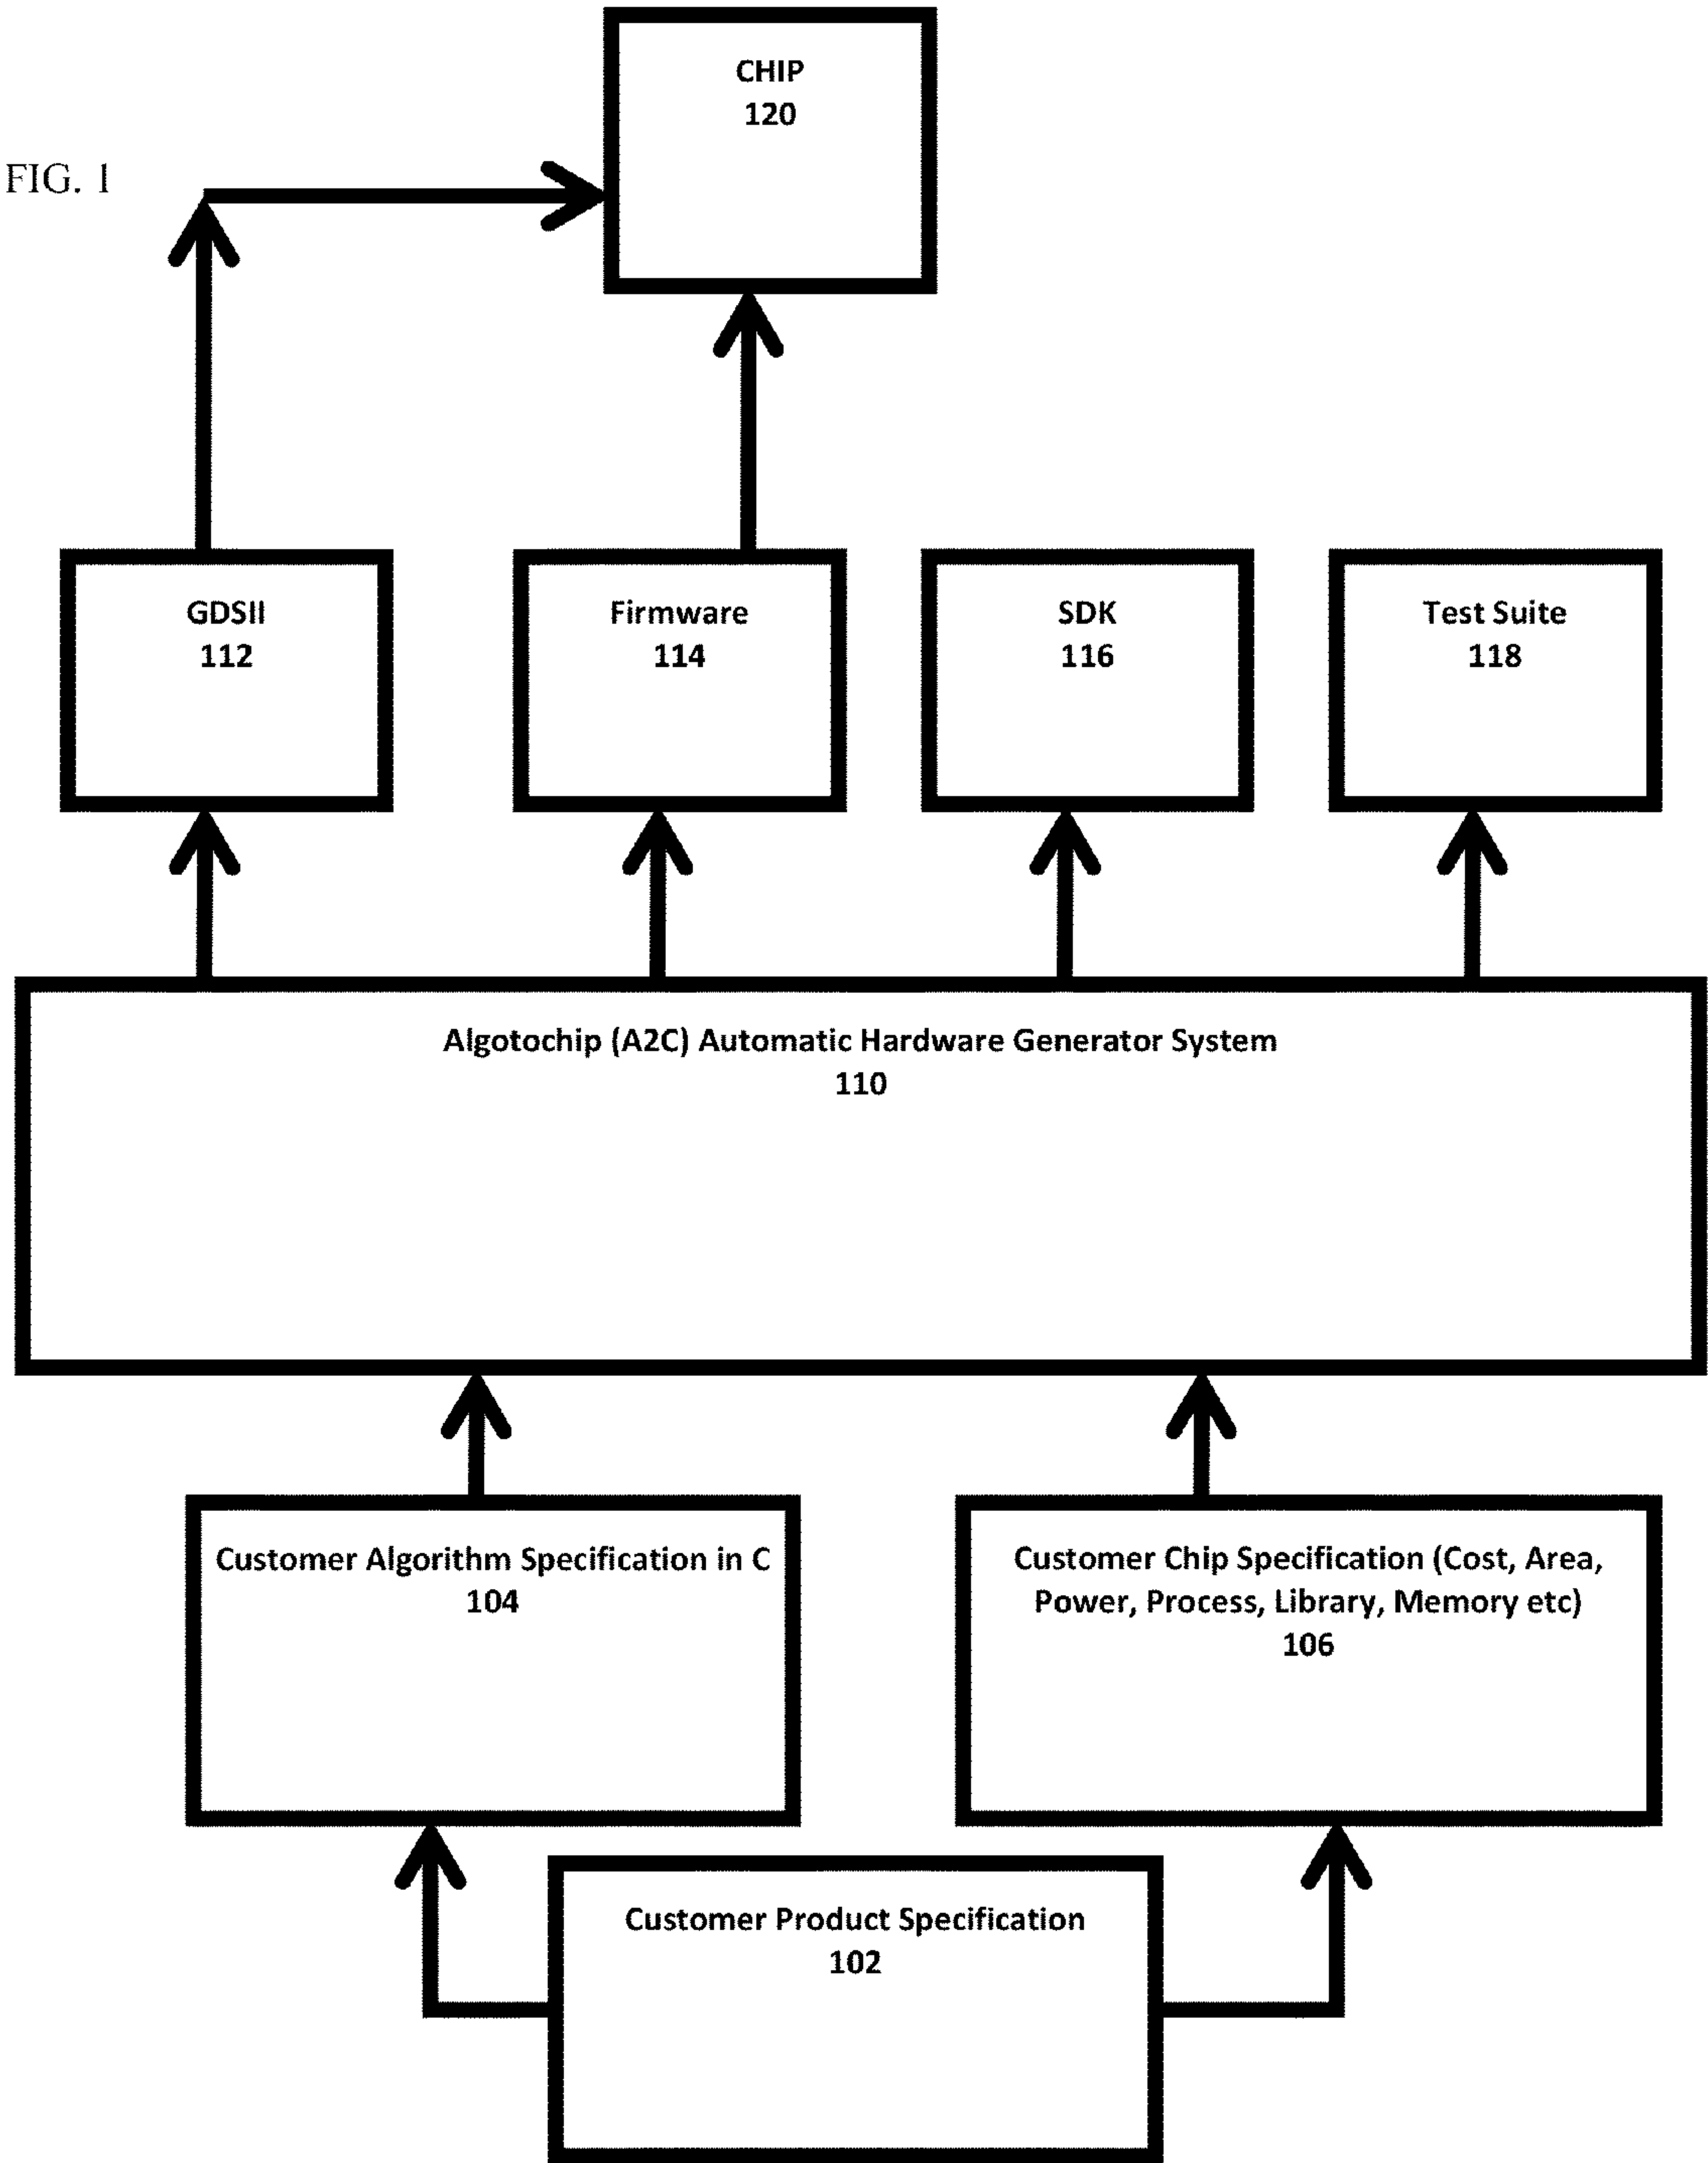 CHIP
120
FIG. 1
GDSII
112
Firmware
114
SDK
116
Test Suite
118
Algotochip (A2C) Automatic Hardware Generator System
110
Customer Algorithm Specification in C
104
Customer Chip Specification (Cost, Area,
Power, Process, Library, Memory etc)
106
Customer Product Specification
102